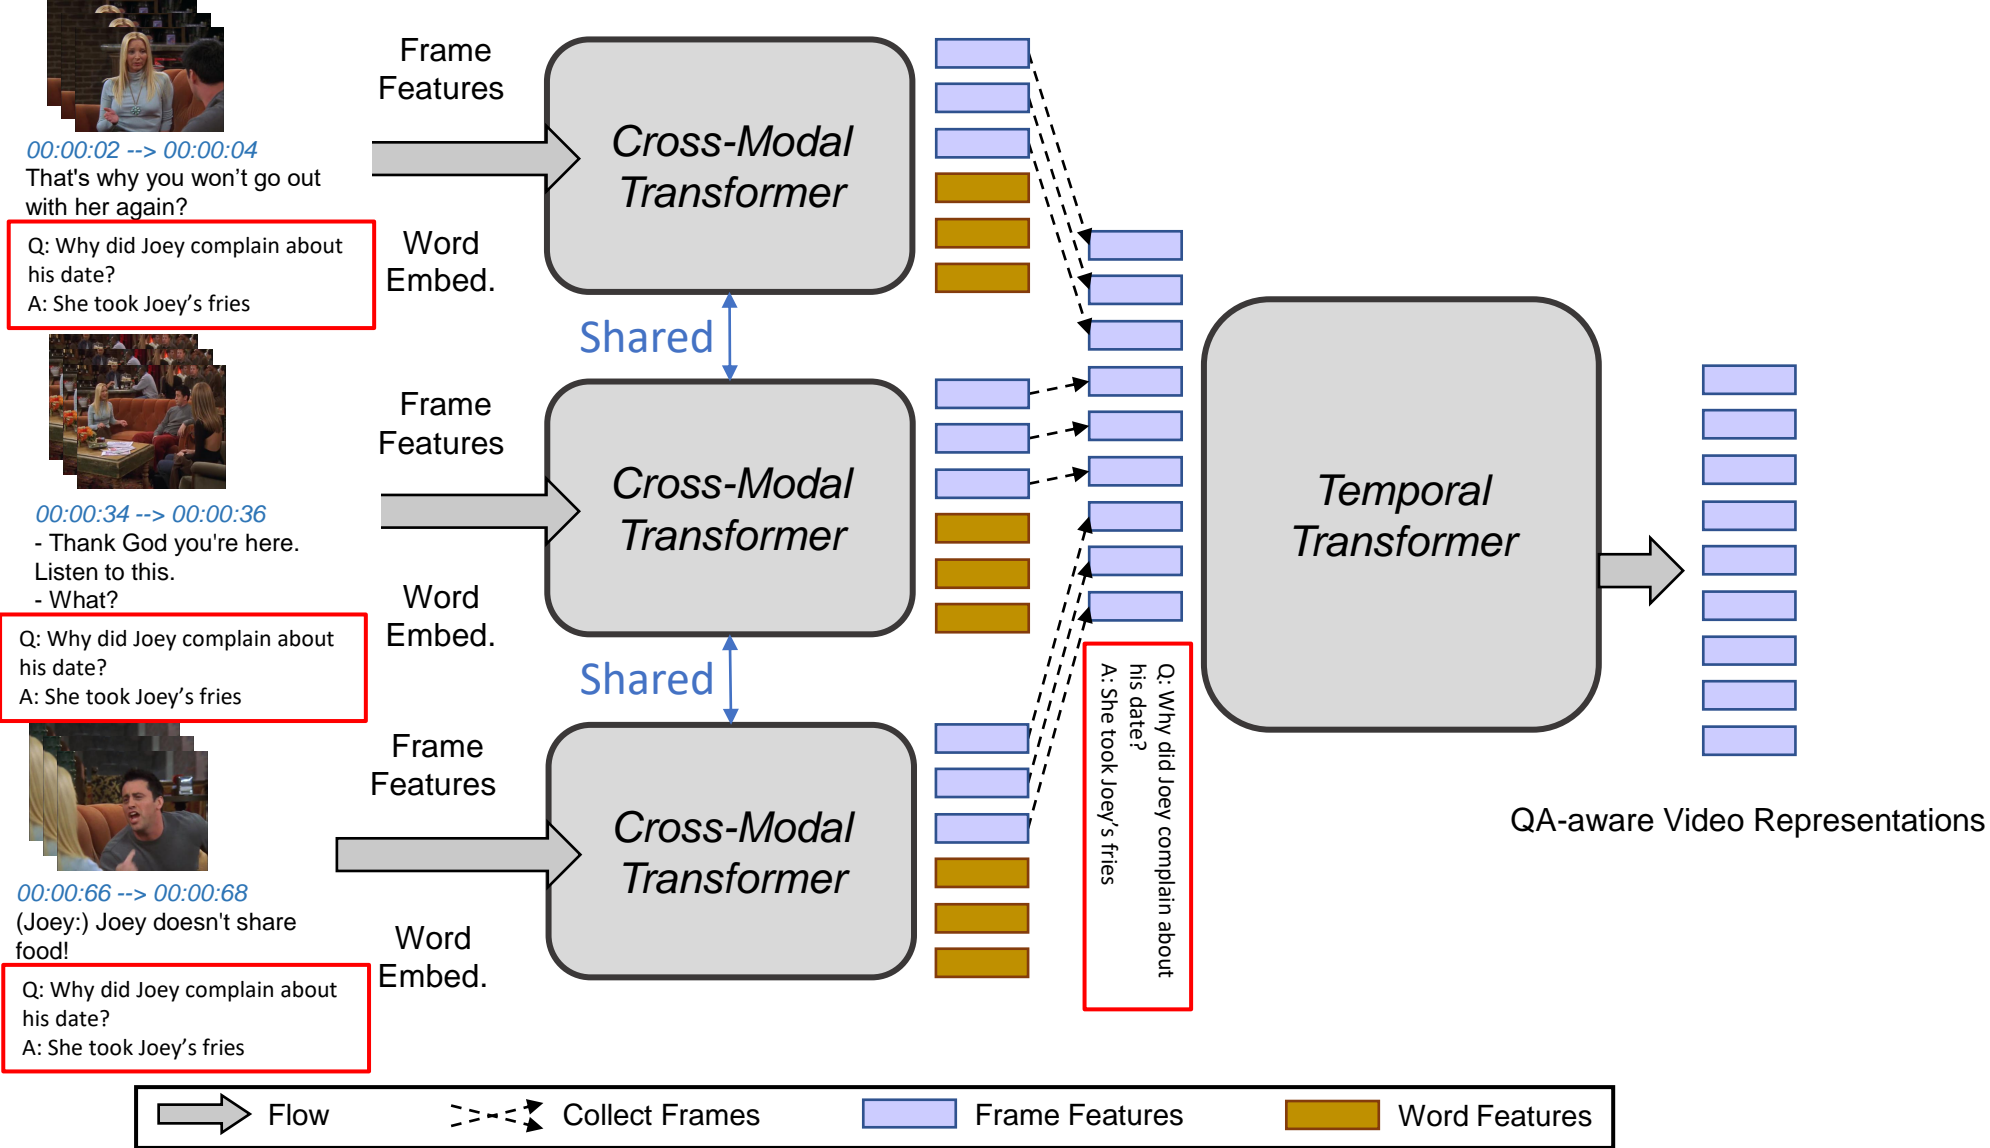 Frame
Features
Cross-Modal
Transformer
00:00:02 --> 00:00:04
That's why you won’t go out
with her again?
Q: Why did Joey complain about
his date?
A: She took Joey’s fries
Word
Embed.
Shared
Frame
Features
Cross-Modal
Transformer
00:00:34 --> 00:00:36
- Thank God you're here.
Listen to this.
- What?
Q: Why did Joey complain about
his date?
A: She took Joey’s fries
Word
Embed.
Shared
Frame
Features
Cross-Modal
Transformer
00:00:66 --> 00:00:68
(Joey:) Joey doesn't share
food!
Q: Why did Joey complain about
his date?
A: She took Joey’s fries
Word
Embed.
Q: Why did Joey complain about
his date?
A: She took Joey’s fries
Temporal
Transformer
QA-aware Video Representations
Flow
Collect Frames
Frame Features
Word Features